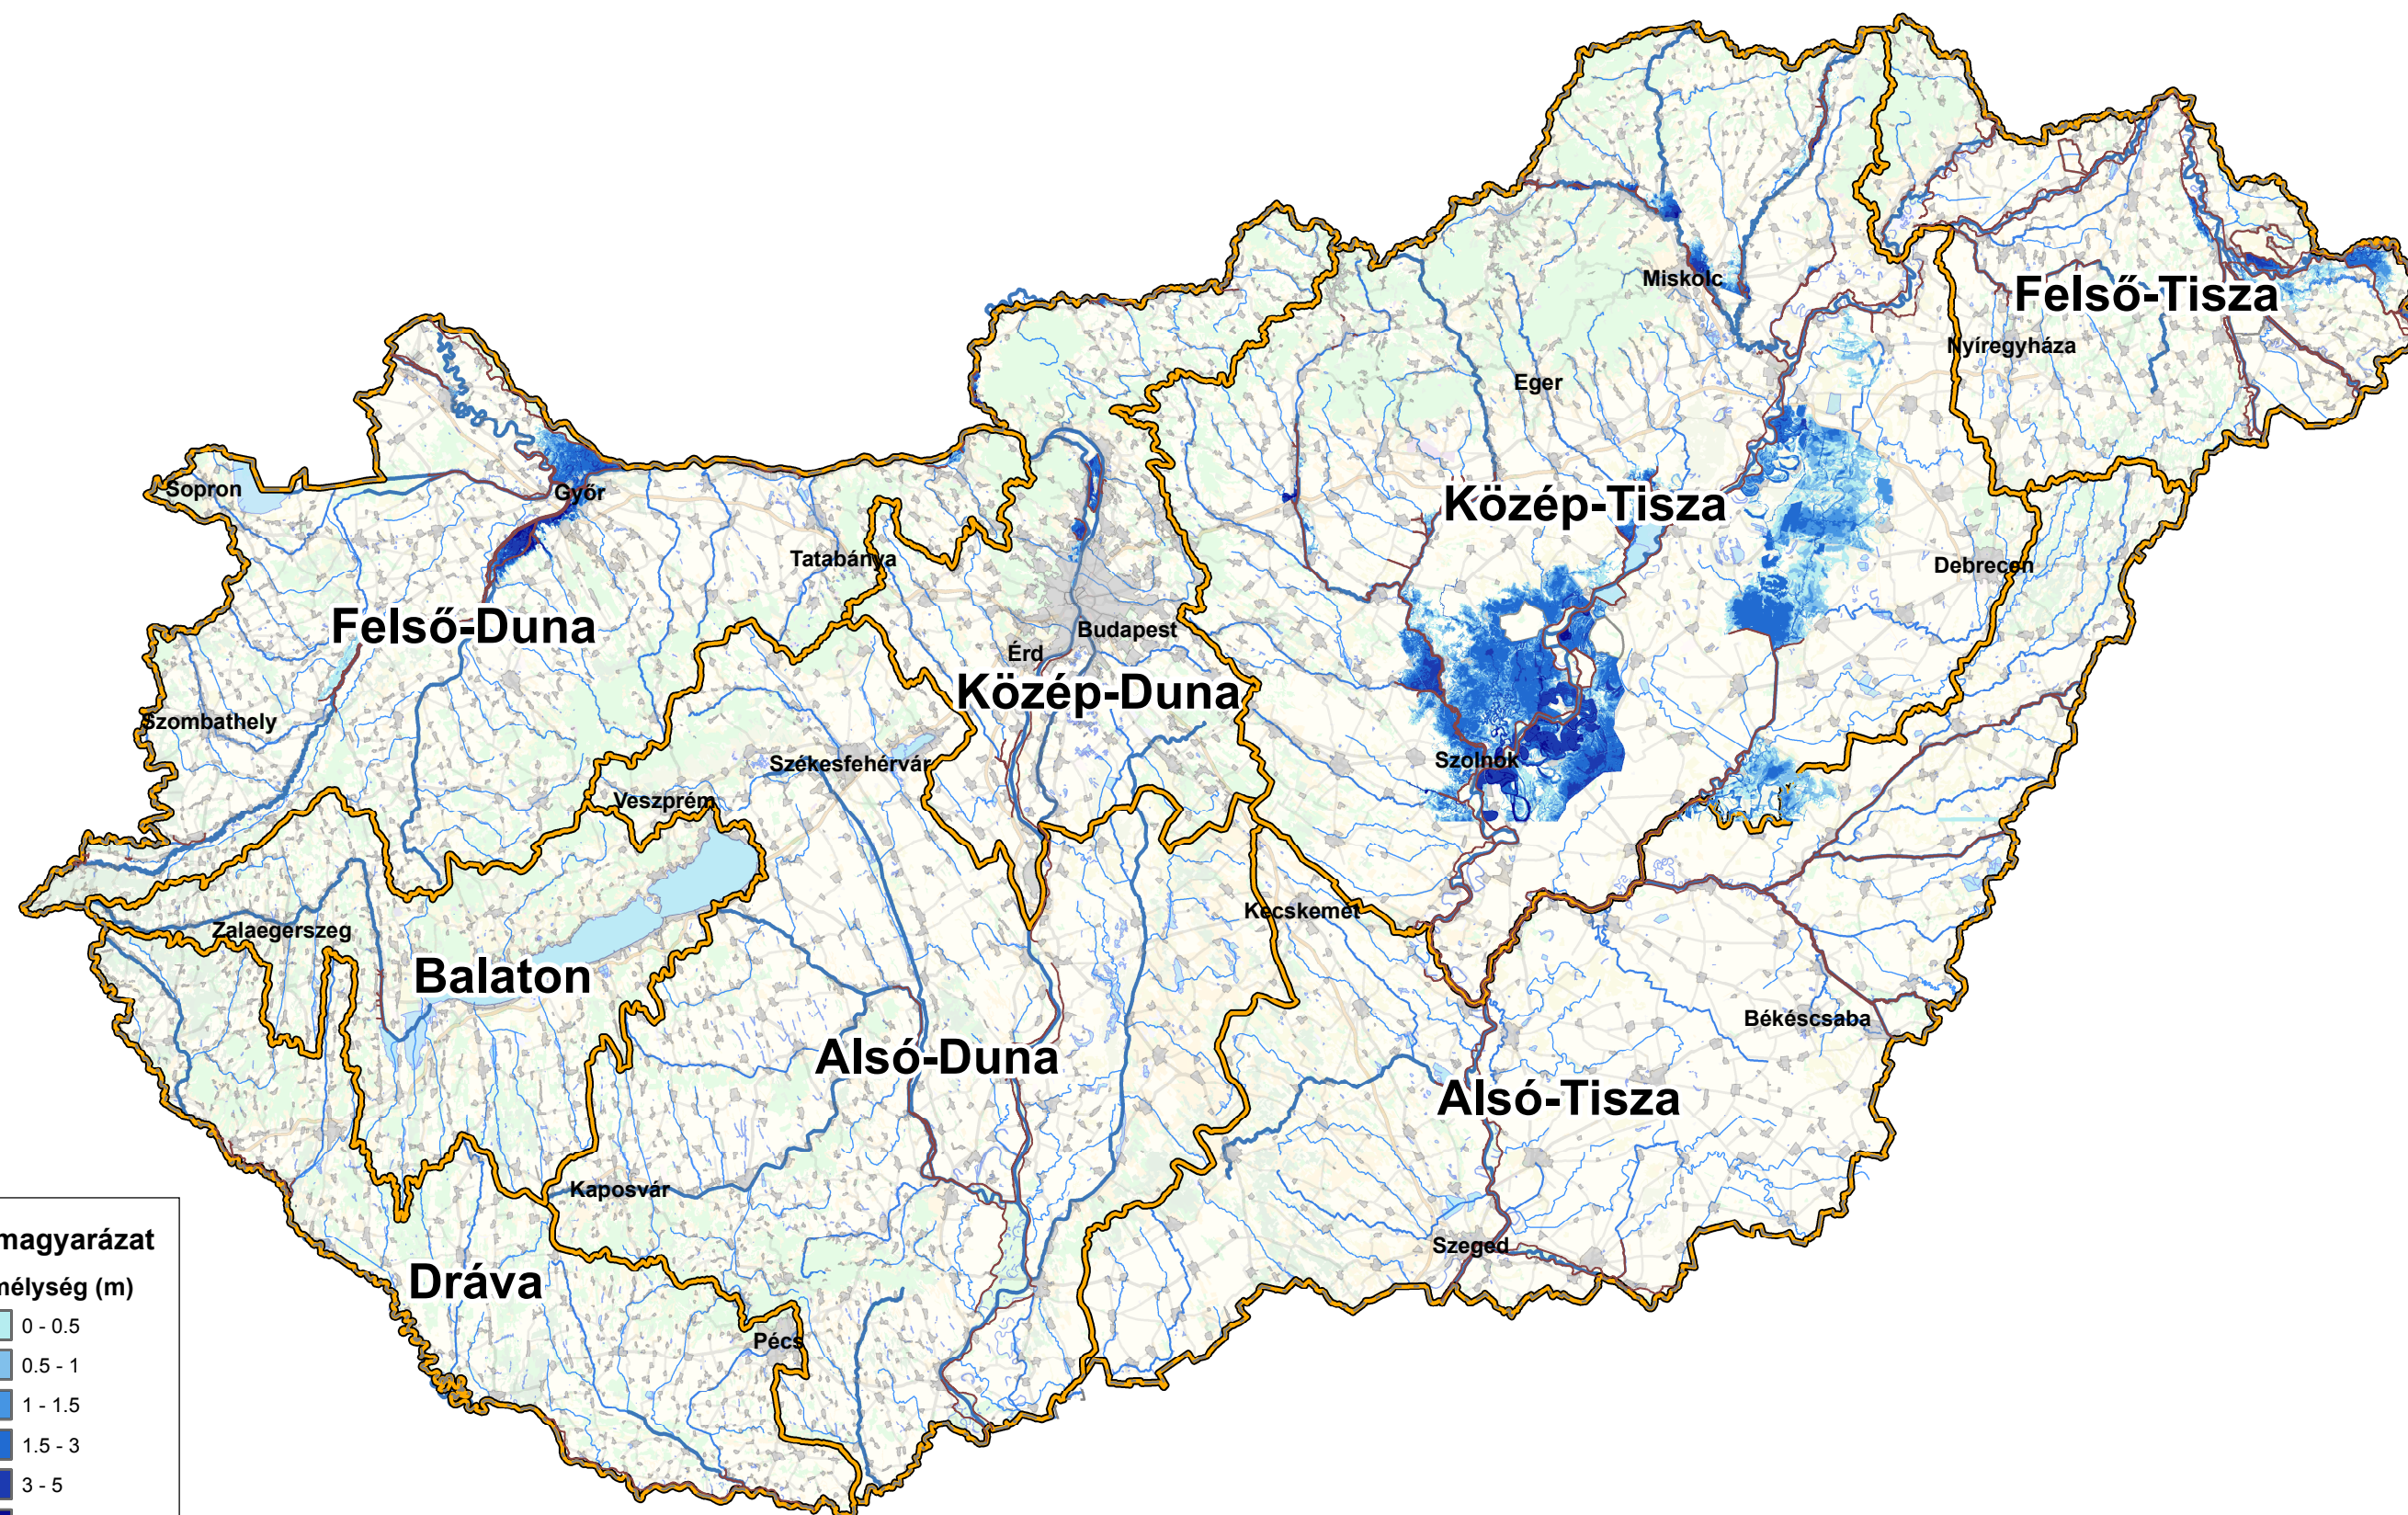 Miskolc
Felső-Tisza
Nyíregyháza
Eger
Sopron
Győr
Közép-Tisza
Tatabánya
Debrecen
Felső-Duna
Budapest
Érd
Közép-Duna
Szombathely
Székesfehérvár
Szolnok
Veszprém
Kecskemét
Zalaegerszeg
Balaton
Békéscsaba
Alsó-Duna
Alsó-Tisza
Kaposvár
Szeged
Dráva
Pécs
magyarázat
mélység (m)
0 - 0.5
0.5 - 1
1 - 1.5
1.5 - 3
3 - 5